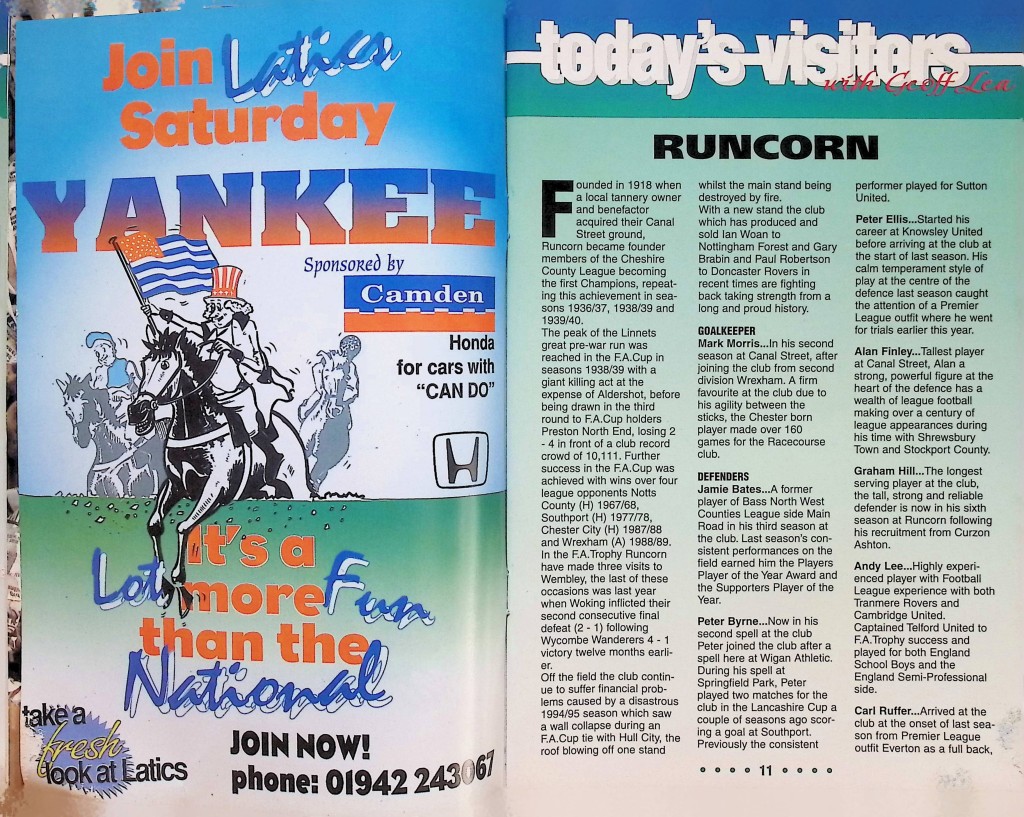 Join Latics
Saturday
YANKEE
Sponsored by
Camden
Honda
for cars with
“CAN DO”
It's a
Lot more Fun
than the
National
take a
fresh
look at Latics
JOIN NOW!
phone: 01942 243067
today's visitors
with Geoff Lea
RUNCORN
Founded in 1918 when
a local tannery owner
and benefactor
acquired their Canal
Street ground,
Runcorn became founder
members of the Cheshire
County League becoming
the first Champions, repeat-
ing this achievement in sea-
sons 1936/37, 1938/39 and
1939/40.
The peak of the Linnets
great pre-war run was
reached in the F.A.Cup in
seasons 1938/39 with a
giant killing act at the
expense of Aldershot, before
being drawn in the third
round to F.A.Cup holders
Preston North End, losing 2
- 4 in front of a club record
crowd of 10,111. Further
success in the F.A.Cup was
achieved with wins over four
league opponents Notts
County (H) 1967/68,
Southport (H) 1977/78,
Chester City (H) 1987/88
and Wrexham (A) 1988/89.
In the F.A.Trophy Runcorn
have made three visits to
Wembley, the last of these
occasions was last year
when Woking inflicted their
second consecutive final
defeat (2 - 1) following
Wycombe Wanderers 4 - 1
victory twelve months earli-
er.
Off the field the club contin-
ue to suffer financial prob-
lems caused by a disastrous
1994/95 season which saw
a wall collapse during an
F.A.Cup tie with Hull City, the
roof blowing off one stand
whilst the main stand being
destroyed by fire.
With a new stand the club
which has produced and
sold Ian Woan to
Nottingham Forest and Gary
Brabin and Paul Robertson
to Doncaster Rovers in
recent times are fighting
back taking strength from a
long and proud history.
GOALKEEPER
Mark Morris...In his second
season at Canal Street, after
joining the club from second
division Wrexham. A firm
favourite at the club due to
his agility between the
sticks, the Chester born
player made over 160
games for the Racecourse
club.
DEFENDERS
Jamie Bates...A former
player of Bass North West
Counties League side Main
Road in his third season at
the club. Last season's con-
sistent performances on the
field earned him the Players
Player of the Year Award and
the Supporters Player of the
Year.
Peter Byrne...Now in his
second spell at the club
Peter joined the club after a
spell here at Wigan Athletic.
During his spell at
Springfield Park, Peter
played two matches for the
club in the Lancashire Cup a
couple of seasons ago scor-
ing a goal at Southport.
Previously the consistent
performer played for Sutton
United.
Peter Ellis...Started his
career at Knowsley United
before arriving at the club at
the start of last season. His
calm temperament style of
play at the centre of the
defence last season caught
the attention of a Premier
League outfit where he went
for trials earlier this year.
Alan Finley...Tallest player
at Canal Street, Alan a
strong, powerful figure at the
heart of the defence has a
wealth of league football
making over a century of
league appearances during
his time with Shrewsbury
Town and Stockport County.
Graham Hill...The longest
serving player at the club,
the tall, strong and reliable
defender is now in his sixth
season at Runcorn following
his recruitment from Curzon
Ashton.
Andy Lee...Highly experi-
enced player with Football
League experience with both
Tranmere Rovers and
Cambridge United.
Captained Telford United to
F.A.Trophy success and
played for both England
School Boys and the
England Semi-Professional
side.
Carl Ruffer...Arrived at the
club at the onset of last sea-
son from Premier League
outfit Everton as a full back,
11